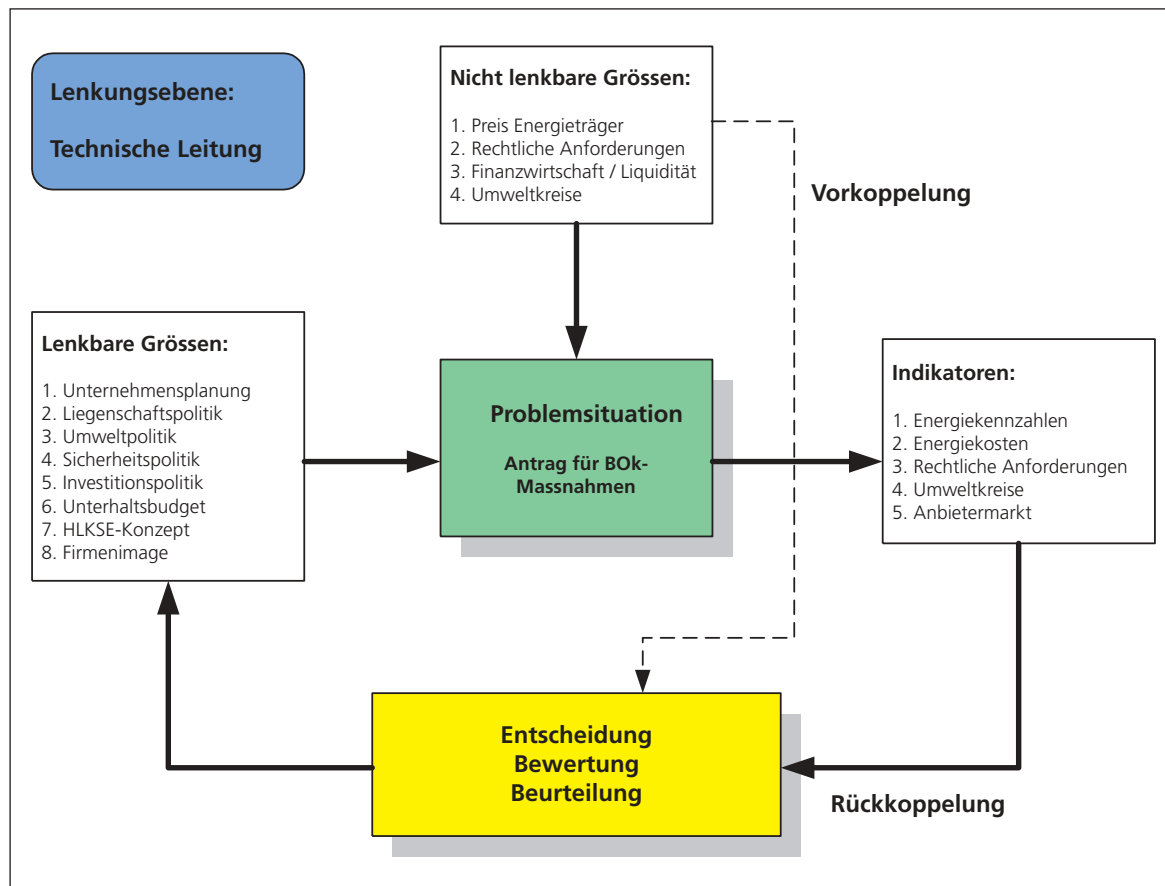 Lenkungsebene:
Technische Leitung
Nicht lenkbare Grössen:
1. Preis Energieträger
2. Rechtliche Anforderungen
3. Finanzwirtschaft / Liquidität
4. Umweltkreise
Vorkoppelung
Lenkbare Grössen:
1. Unternehmensplanung
2. Liegenschaftspolitik
3. Umweltpolitik
4. Sicherheitspolitik
5. Investitionspolitik
6. Unterhaltsbudget
7. HLKSE-Konzept
8. Firmenimage
Problemsituation
Antrag für BOk-
Massnahmen
Indikatoren:
1. Energiekennzahlen
2. Energiekosten
3. Rechtliche Anforderungen
4. Umweltkreise
5. Anbietermarkt
Entscheidung
Bewertung
Beurteilung
Rückkoppelung